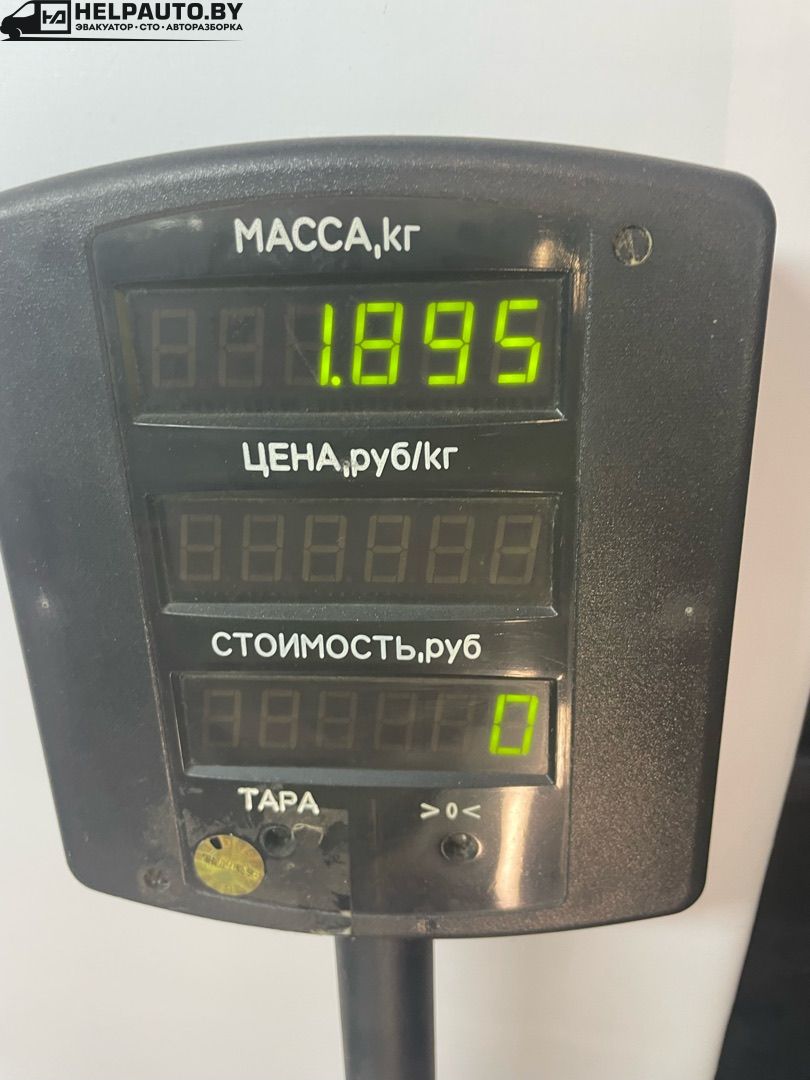 HELPAUTO.BY
ЭВАКУАТОР•СТО•АВТОРАЗБОРКА
МАССА,кг
1.895
ЦЕНА,руб/кг
СТОИМОСТЬ,руб
0
ТАРА >0<